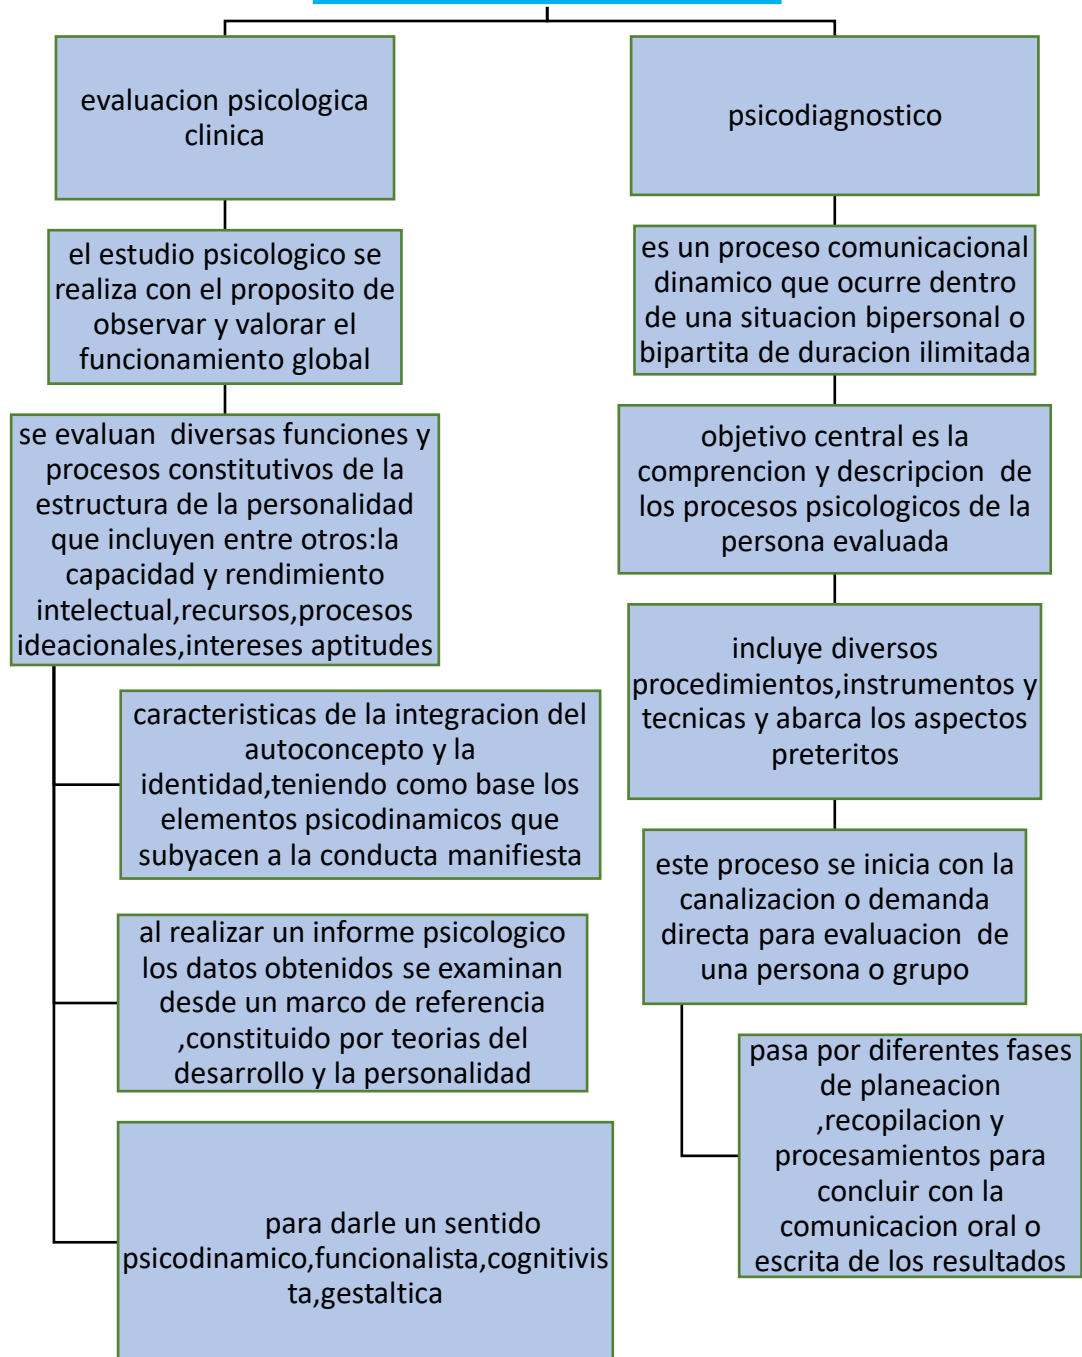 evaluacion psicologica
clinica
el estudio psicologico se
realiza con el proposito de
observar y valorar el
funcionamiento global
se evaluan  diversas funciones y
procesos constitutivos de la
estructura de la personalidad
que incluyen entre otros:la
capacidad y rendimiento
intelectual,recursos,procesos
ideacionales,intereses aptitudes
caracteristicas de la integracion del
autoconcepto y la
identidad,teniendo como base los
elementos psicodinamicos que
subyacen a la conducta manifiesta
al realizar un informe psicologico
los datos obtenidos se examinan
desde un marco de referencia
,constituido por teorias del
desarrollo y la personalidad
para darle un sentido
psicodinamico,funcionalista,cognitivis
ta,gestaltica
psicodiagnostico
es un proceso comunicacional
dinamico que ocurre dentro
de una situacion bipersonal o
bipartita de duracion ilimitada
objetivo central es la
comprencion y descripcion  de
los procesos psicologicos de la
persona evaluada
incluye diversos
procedimientos,instrumentos y
tecnicas y abarca los aspectos
preteritos
este proceso se inicia con la
canalizacion o demanda
directa para evaluacion  de
una persona o grupo
pasa por diferentes fases
de planeacion
,recopilacion y
procesamientos para
concluir con la
comunicacion oral o
escrita de los resultados